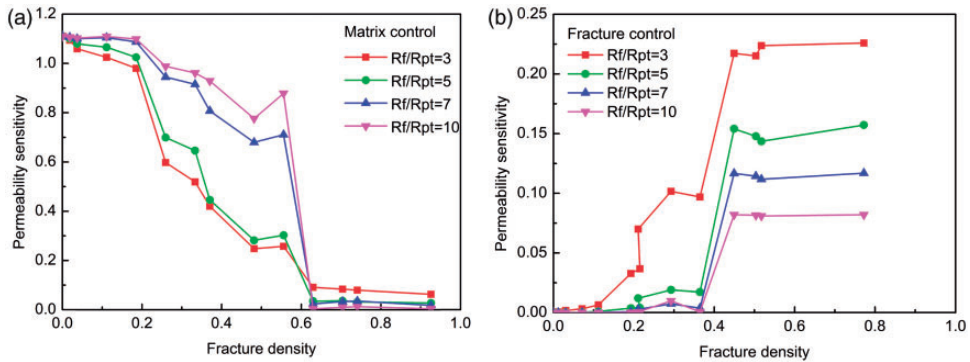 (a)
Matrix control
Rf/Rpt=3
Rf/Rpt=5
Rf/Rpt=7
Rf/Rpt=10
Permeability sensitivity
1.2
1.0
0.8
0.6
0.4
0.2
0.0
0.0 0.2 0.4 0.6 0.8 1.0
Fracture density
(b)
Fracture control
Rf/Rpt=3
Rf/Rpt=5
Rf/Rpt=7
Rf/Rpt=10
Permeability sensitivity
0.25
0.20
0.15
0.10
0.05
0.00
0.0 0.2 0.4 0.6 0.8 1.0
Fracture density